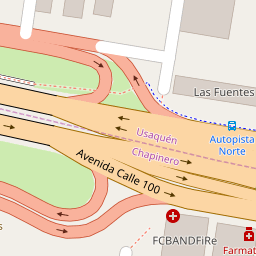 Las Fuentes
Usaquén
Chapinero
Autopista
Norte
Avenida Calle 100
FCBANDFiRe
Farmat